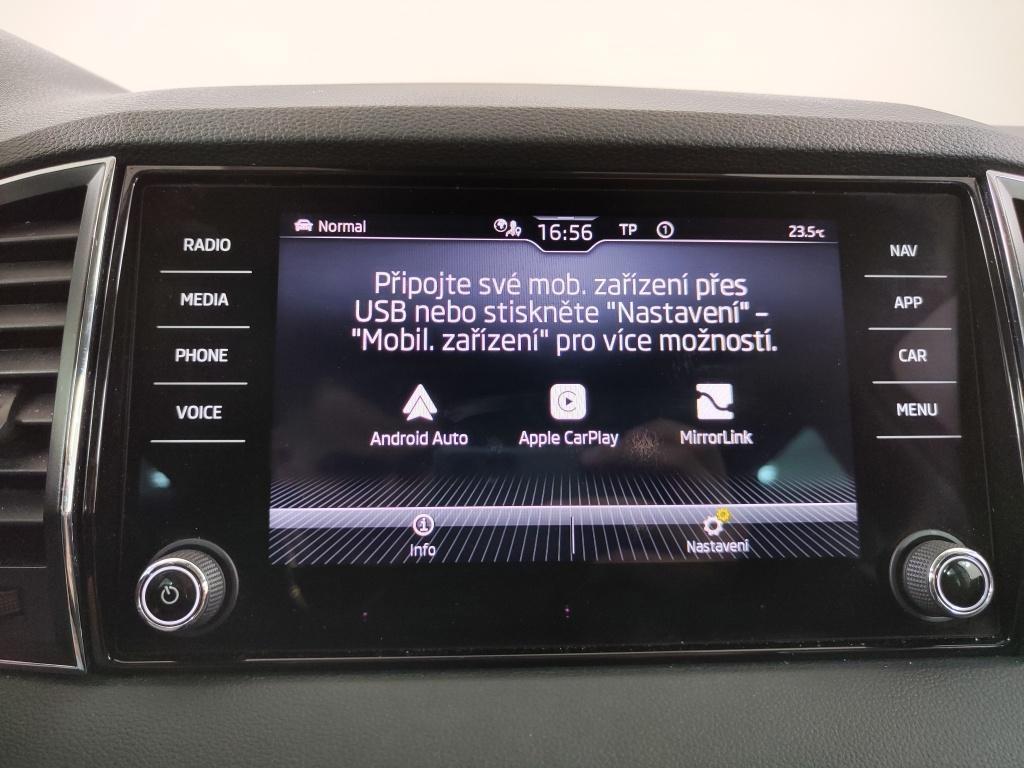 Normal 16:56 TP 1 23.5°C
RADIO
MEDIA
PHONE
VOICE
Připojte své mob. zařízení přes
USB nebo stiskněte "Nastavení" –
"Mobil. zařízení" pro více možností.
Android Auto Apple CarPlay MirrorLink
Info Nastavení
NAV
APP
CAR
MENU